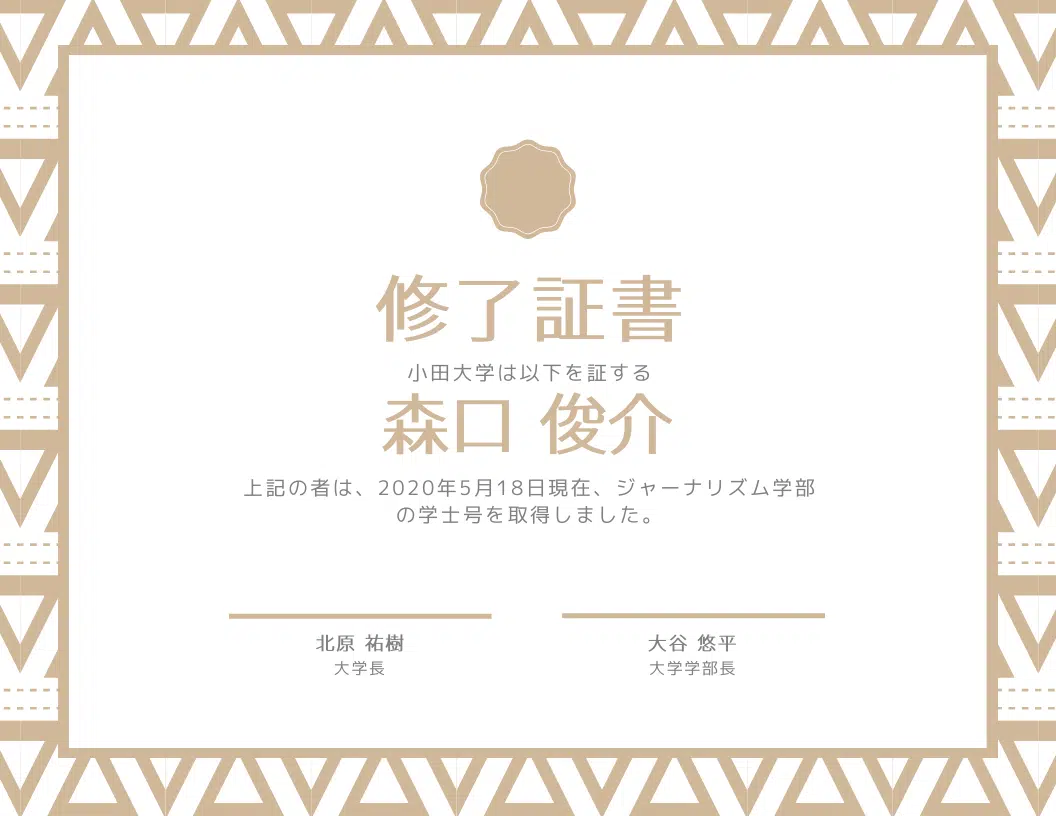 修了証書
小田大学は以下を証する
森口 俊介
上記の者は、2020年5月18日現在、ジャーナリズム学部
の学士号を取得しました。
北原 祐樹
大学長
大谷 悠平
大学学部長